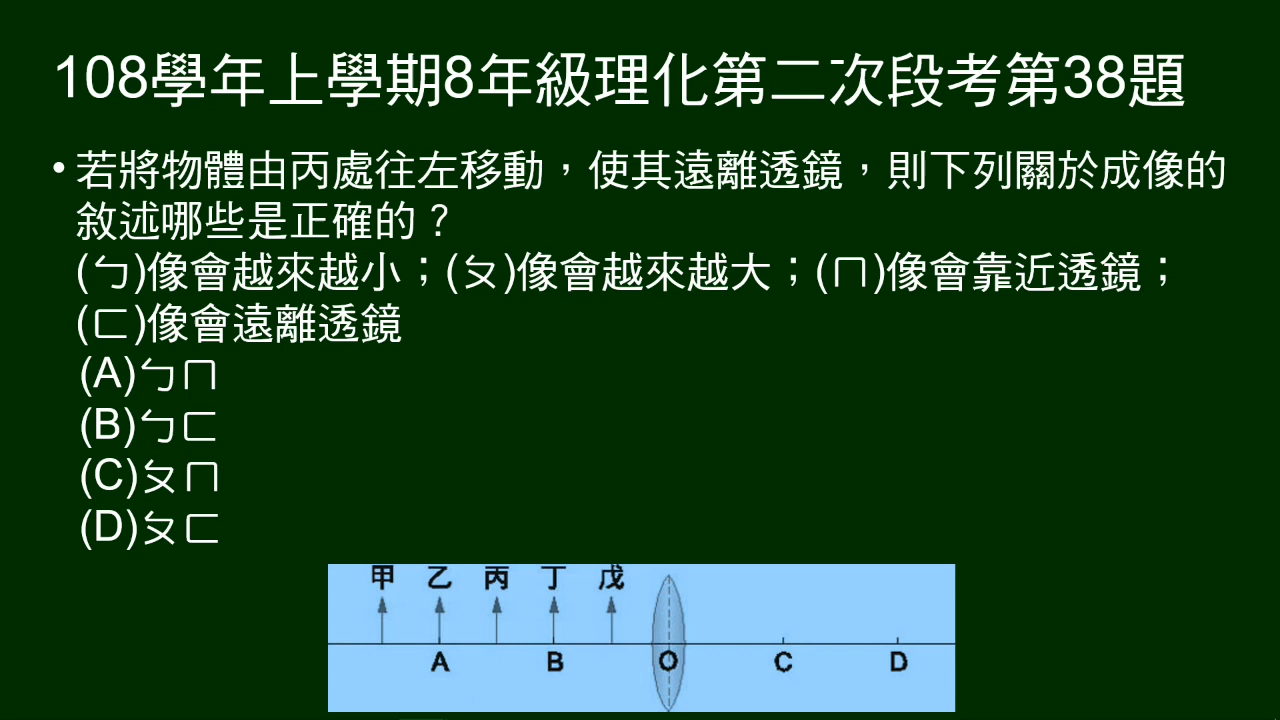 108學年上學期8年級理化第二次段考第38題
• 若將物體由丙處往左移動，使其遠離透鏡，則下列關於成像的
敘述哪些是正確的？
(ㄅ)像會越來越小；(ㄆ)像會越來越大；(ㄇ)像會靠近透鏡；
(ㄈ)像會遠離透鏡
(A)ㄅㄇ
(B)ㄅㄈ
(C)ㄆㄇ
(D)ㄆㄈ
甲 乙 丙 丁 戊
A B O C D